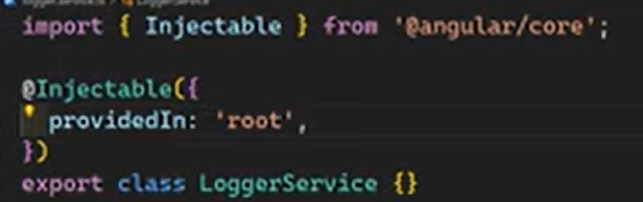 import { Injectable } from '@angular/core';
@Injectable({
providedIn: 'root',
})
export class LoggerService {}